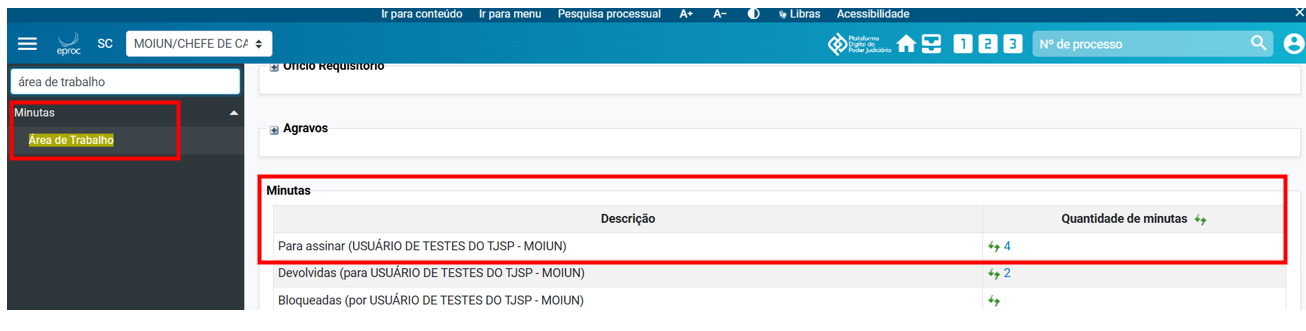 Ir para conteúdo Ir para menu Pesquisa processual A+ A- Libras Acessibilidade
eproc SC MOIUN/CHEFE DE CA Plataforma Digital do Poder Judiciário 1 2 3 Nº de processo
área de trabalho
Minutas
Área de Trabalho
Ofício Requisitório
Agravos
Minutas
Descrição Quantidade de minutas
Para assinar (USUÁRIO DE TESTES DO TJSP - MOIUN) 4
Devolvidas (para USUÁRIO DE TESTES DO TJSP - MOIUN) 2
Bloqueadas (por USUÁRIO DE TESTES DO TJSP - MOIUN)